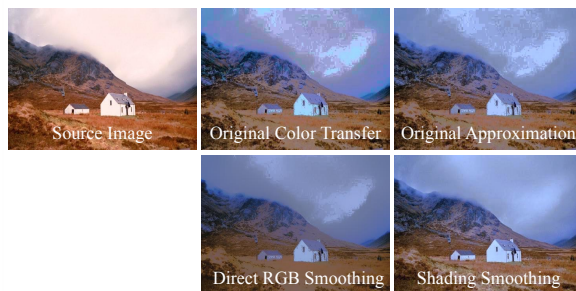 Source Image
Original Color Transfer
Original Approximation
Direct RGB Smoothing
Shading Smoothing